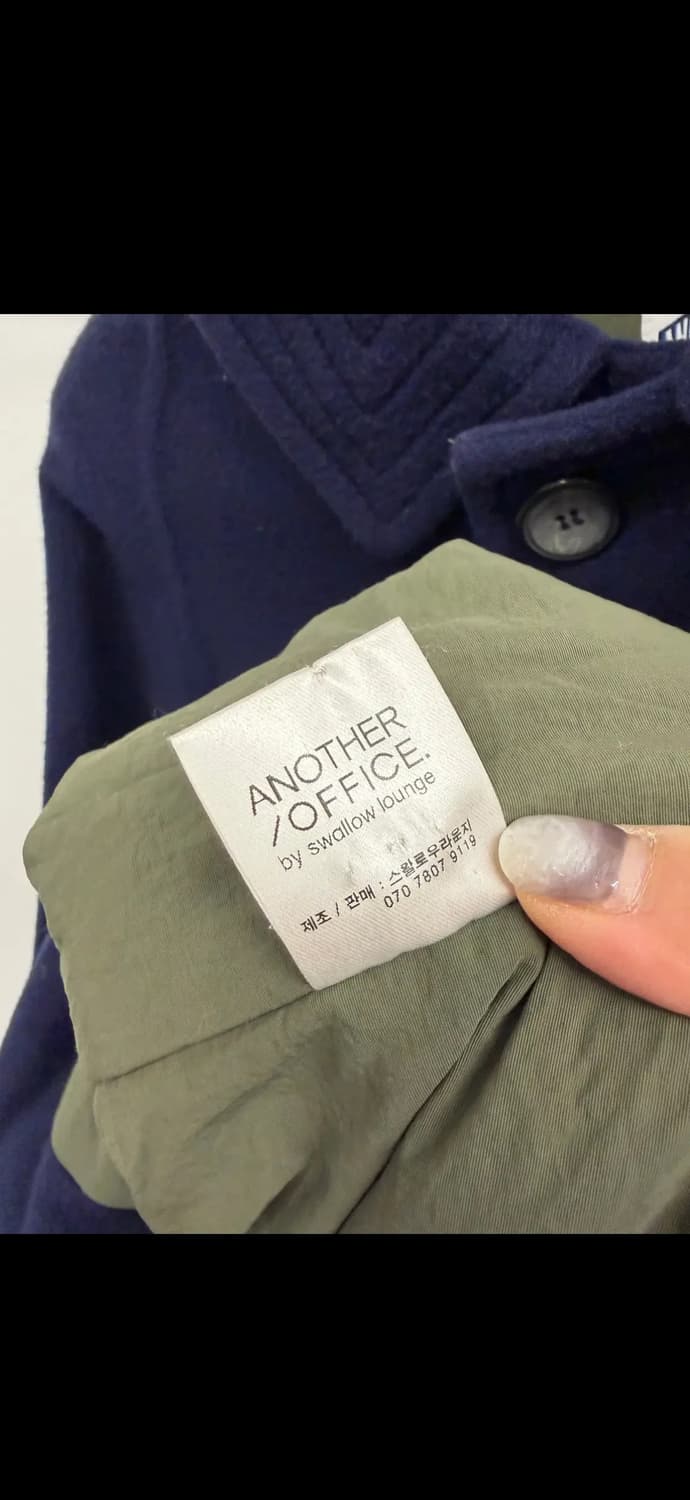 ANOTHER
/OFFICE.
by swallow lounge
제조 / 판매 : 스왈로우라운지
070 7807 9119